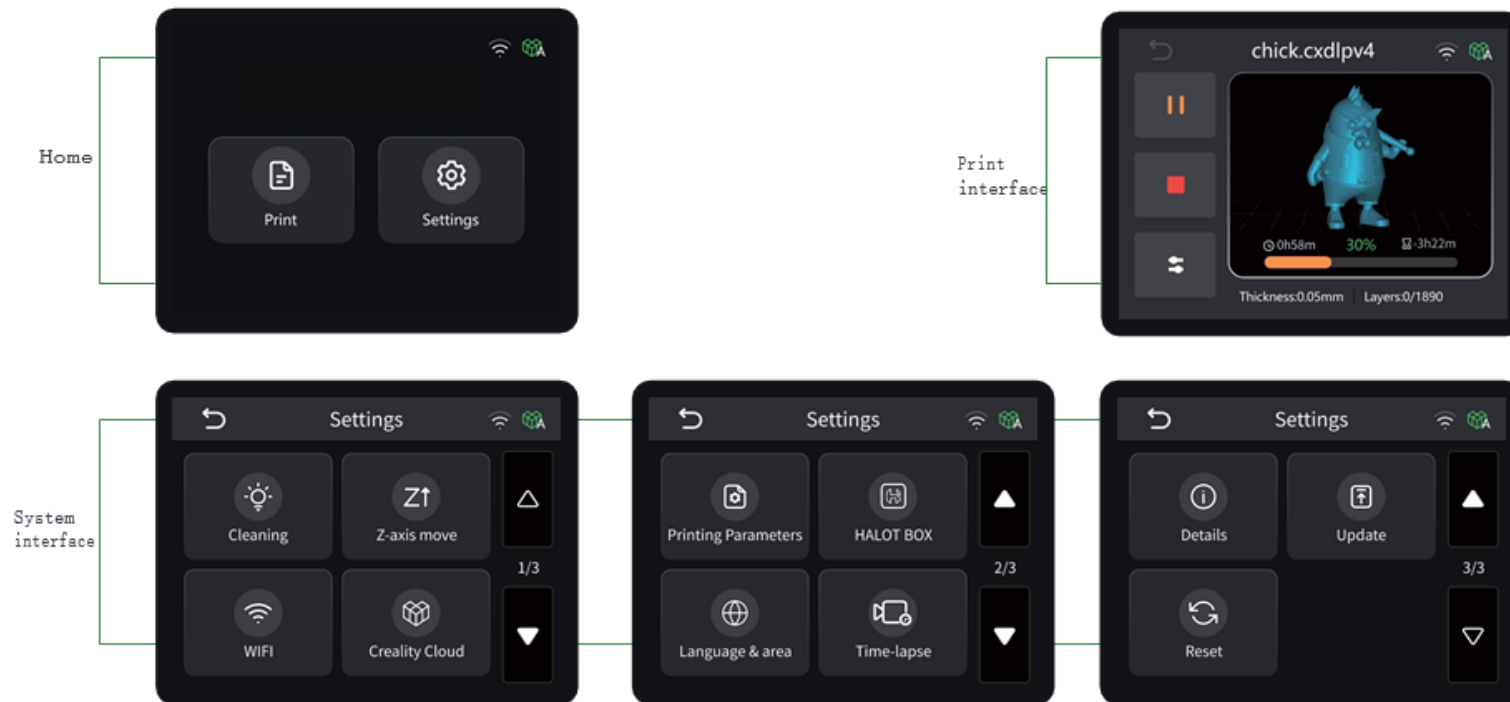 Home
Print
Settings
Print
interface
chick.cxdlpv4
0h58m
30%
-3h22m
Thickness:0.05mm
Layers:0/1890
System
interface
Settings
Cleaning
Z↑
Z-axis move
1/3
WIFI
Creality Cloud
Settings
Printing Parameters
HALOT BOX
2/3
Language & area
Time-lapse
Settings
Details
Update
3/3
Reset